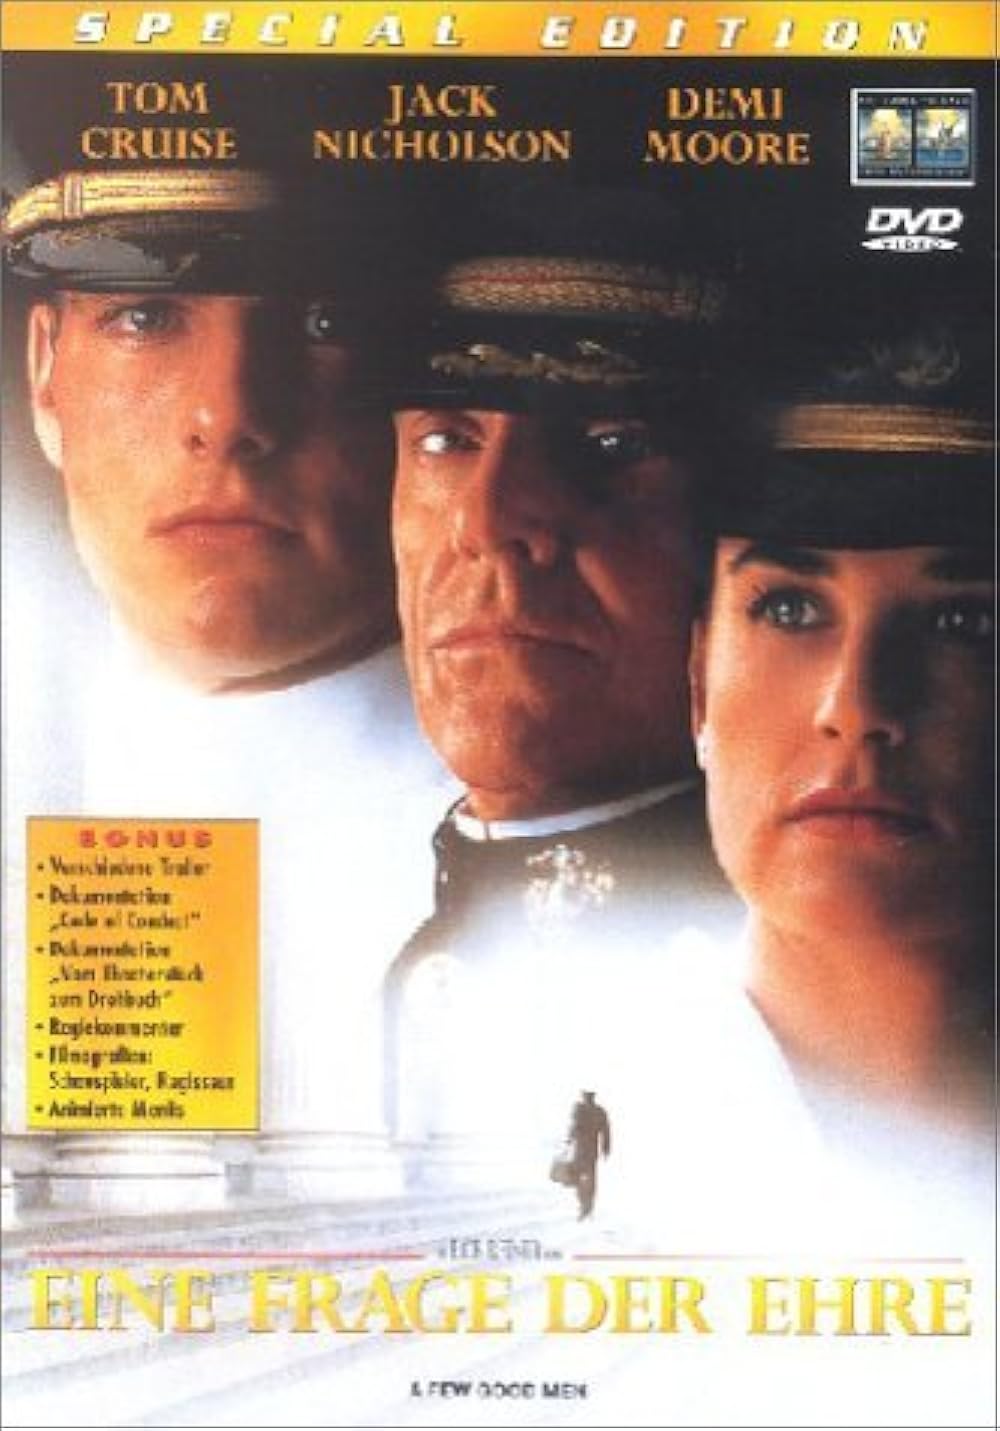 SPECIAL EDITION
TOM CRUISE
JACK NICHOLSON
DEMI MOORE
DVD
VIDEO
BONUS
• Verschiedene Trailer
• Dokumentation
„Code of Conduct“
• Dokumentation
„Vom Theaterstück
zum Drehbuch“
• Regiekommentar
• Filmografien:
Schauspieler, Regisseur
• Animierte Menüs
EINE FRAGE DER EHRE
A FEW GOOD MEN